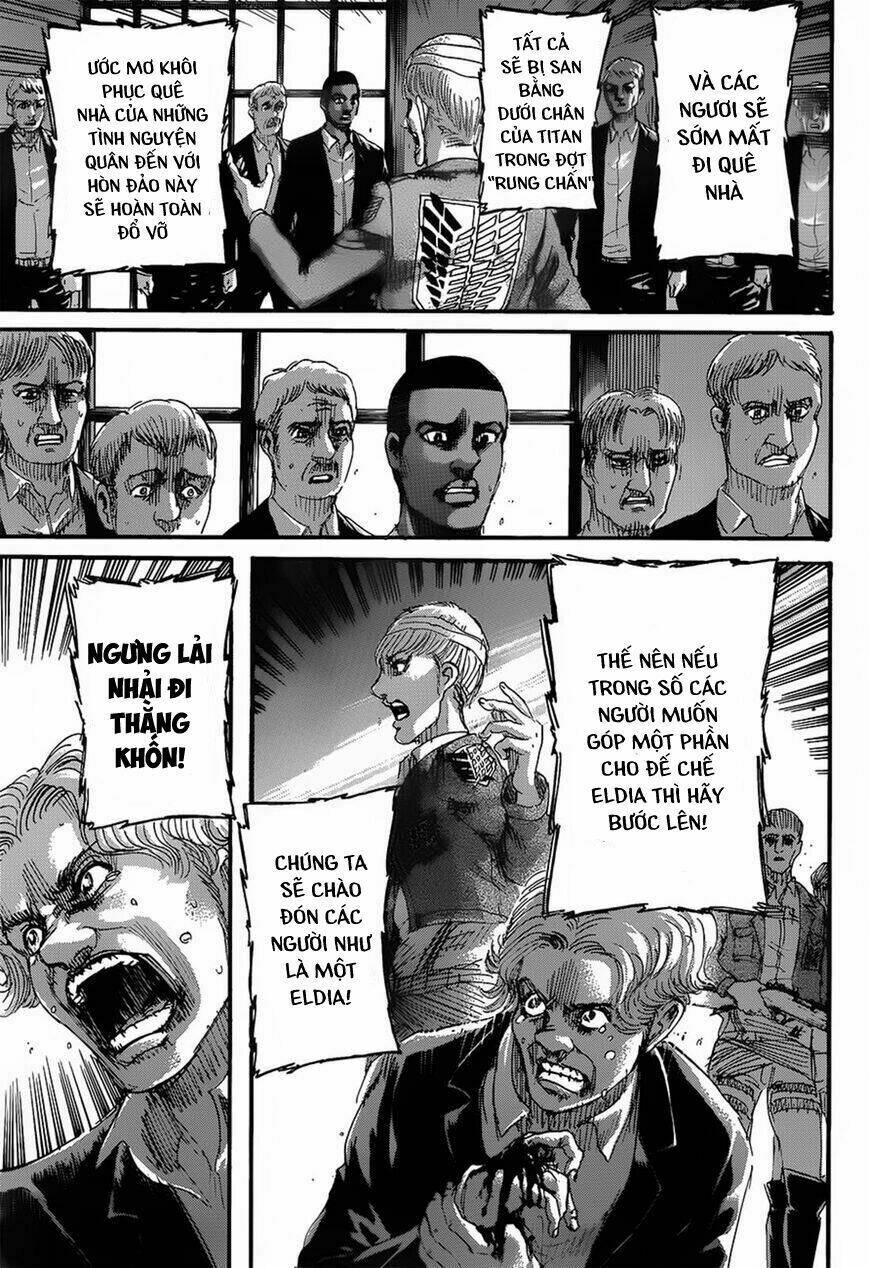 VÀ CÁC
NGƯƠI SẼ
SỚM MẤT
ĐI QUÊ
NHÀ
TẤT CẢ
SẼ BỊ SAN
BẰNG
DƯỚI CHÂN
CỦA TITAN
TRONG ĐỢT
"RUNG CHẤN"
ƯỚC MƠ KHÔI
PHỤC QUÊ
NHÀ CỦA NHỮNG
TÌNH NGUYỆN
QUÂN ĐẾN VỚI
HÒN ĐẢO NÀY
SẼ HOÀN TOÀN
ĐỔ VỠ
THẾ NÊN NẾU
TRONG SỐ CÁC
NGƯỜI MUỐN
GÓP MỘT PHẦN
CHO ĐẾ CHẾ
ELDIA THÌ HÃY
BƯỚC LÊN!
CHÚNG TA
SẼ CHÀO
ĐÓN CÁC
NGƯỜI NHƯ
LÀ MỘT
ELDIA!
NGƯNG LẢI
NHẢI ĐI
THẰNG
KHỐN!